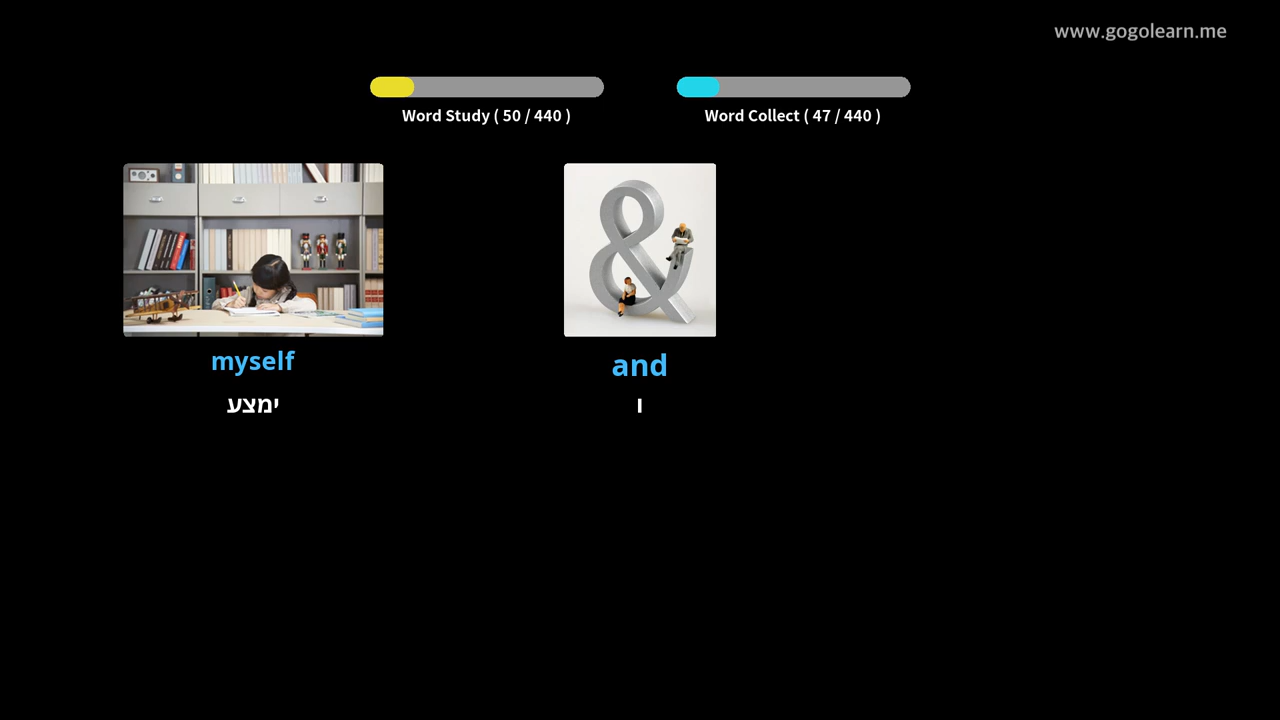 www.gogolearn.me
Word Study ( 50 / 440 )
Word Collect ( 47 / 440 )
myself
ימצע
and
ו